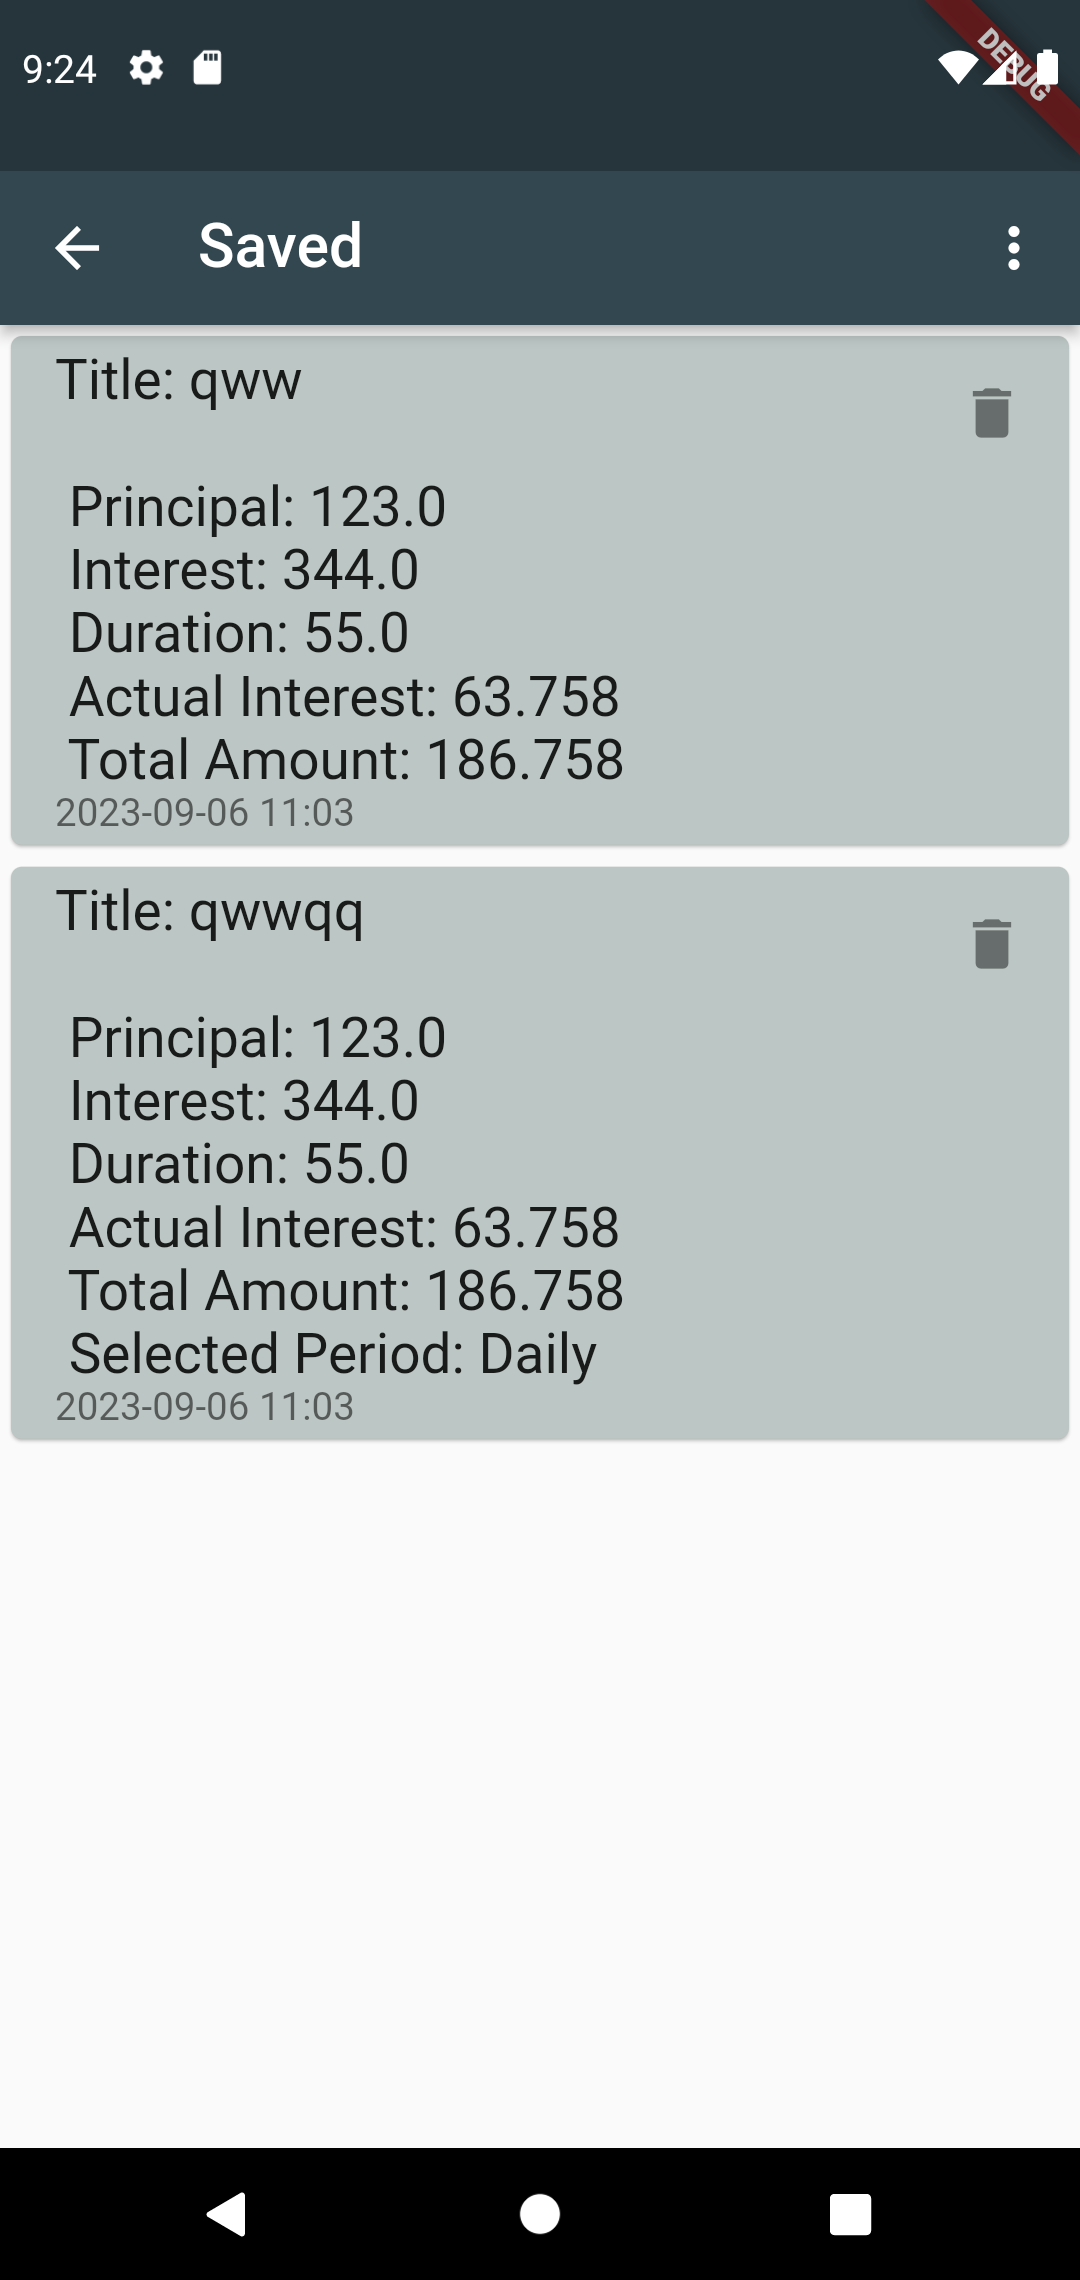 9:24
DEBUG
Saved
Title: qww
Principal: 123.0
Interest: 344.0
Duration: 55.0
Actual Interest: 63.758
Total Amount: 186.758
2023-09-06 11:03
Title: qwwqq
Principal: 123.0
Interest: 344.0
Duration: 55.0
Actual Interest: 63.758
Total Amount: 186.758
Selected Period: Daily
2023-09-06 11:03